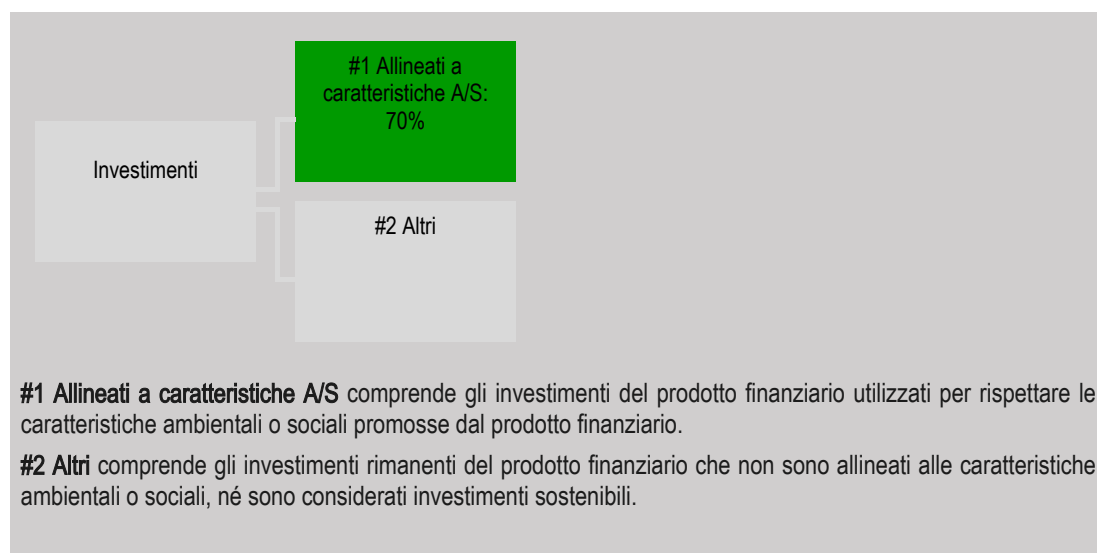 #1 Allineati a
caratteristiche A/S:
70%
Investimenti
#2 Altri
#1 Allineati a caratteristiche A/S comprende gli investimenti del prodotto finanziario utilizzati per rispettare le
caratteristiche ambientali o sociali promosse dal prodotto finanziario.
#2 Altri comprende gli investimenti rimanenti del prodotto finanziario che non sono allineati alle caratteristiche
ambientali o sociali, né sono considerati investimenti sostenibili.